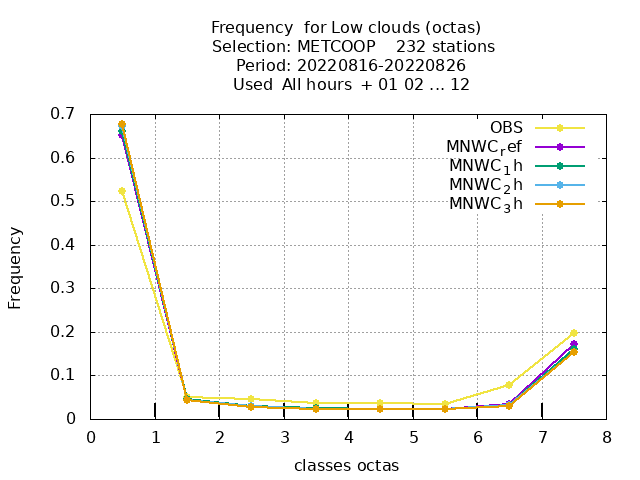 Frequency  for Low clouds (octas)
Selection: METCOOP    232 stations
Period: 20220816-20220826
Used  All hours  + 01 02 ... 12
0.7
0.6
0.5
0.4
0.3
0.2
0.1
0
Frequency
OBS
MNWC_ref
MNWC_1h
MNWC_2h
MNWC_3h
0 1 2 3 4 5 6 7 8
classes octas